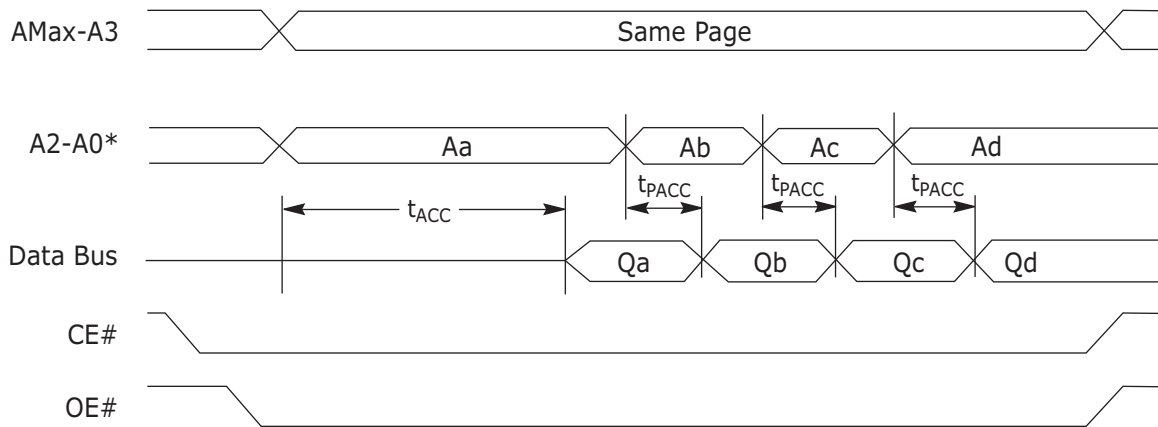 AMax-A3 Same Page
A2-A0* Aa Ab Ac Ad
tACC tPACC tPACC tPACC
Data Bus Qa Qb Qc Qd
CE#
OE#